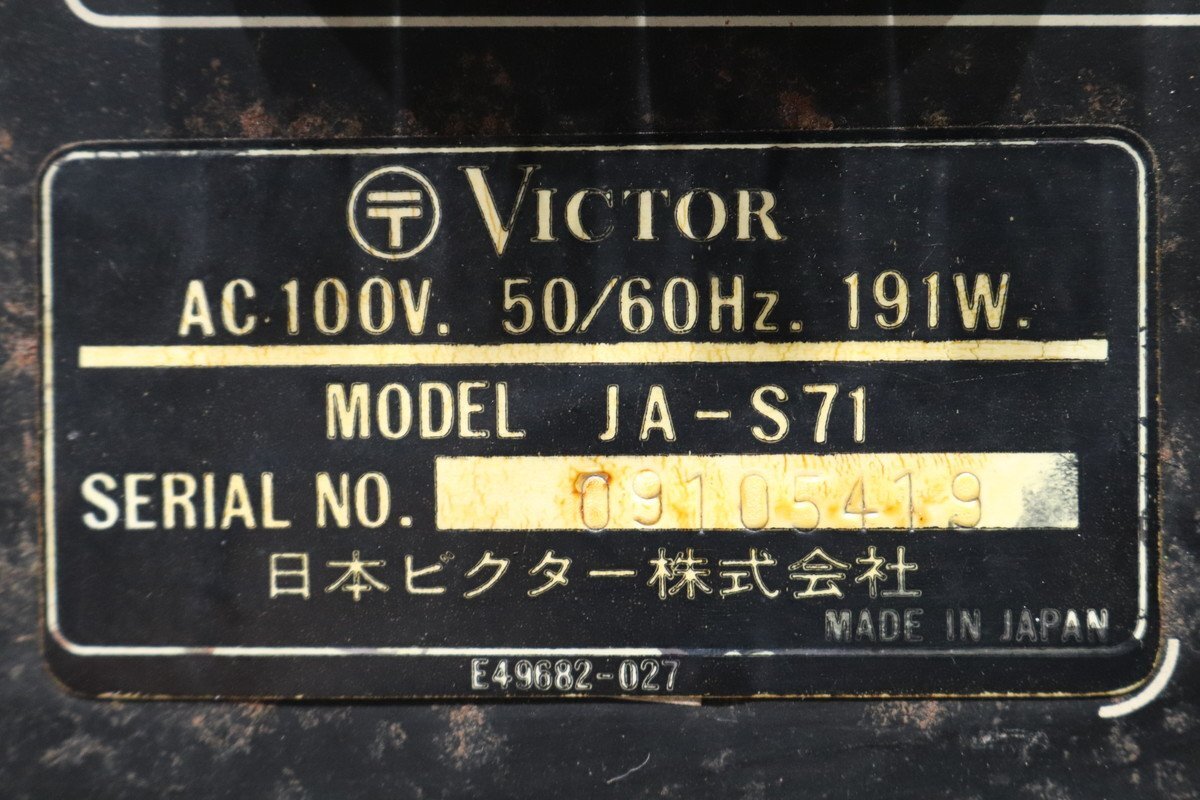 〒 VICTOR
AC 100V. 50/60Hz. 191W.
MODEL JA-S71
SERIAL NO. 09105419
日本ビクター株式会社
MADE IN JAPAN
E49682-027